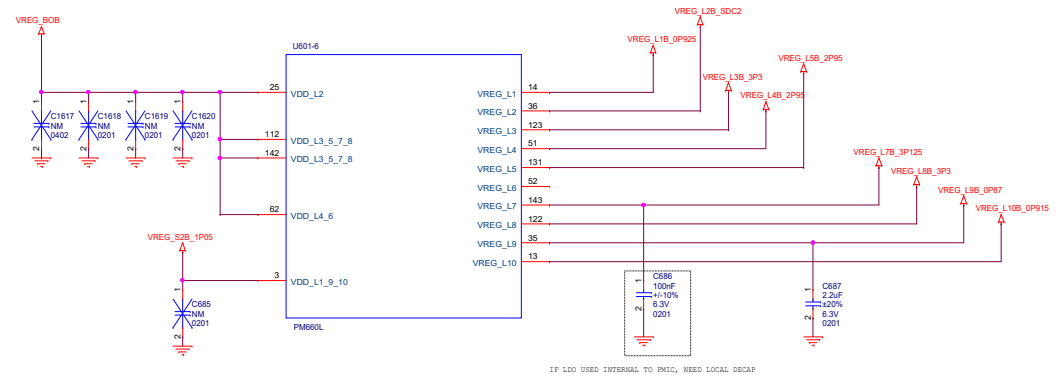 VREG_BOB
VREG_L2B_SDC2
VREG_L1B_0P925
U601-6
VREG_L5B_2P95
VREG_L3B_3P3
VREG_L4B_2P95
25 VDD_L2
VREG_L1 14
VREG_L2 36
1 C1617 NM 0402 2
1 C1618 NM 0201 2
1 C1619 NM 0201 2
1 C1620 NM 0201 2
112 VDD_L3_5_7_8
VREG_L3 123
142 VDD_L3_5_7_8
VREG_L4 51
VREG_L5 131
VREG_L7B_3P125
VREG_L6 52
VREG_L8B_3P3
VREG_L7 143
VREG_L9B_0P87
62 VDD_L4_6
VREG_L10B_0P915
VREG_L8 122
VREG_S2B_1P05
VREG_L9 35
VREG_L10 13
3 VDD_L1_9_10
1 C685 NM 0201 2
1 C686 100nF +/-10% 6.3V 0201 2
1 C687 2.2uF ±20% 6.3V 0201 2
PM660L
IF LDO USED INTERNAL TO PMIC, NEED LOCAL DECAP